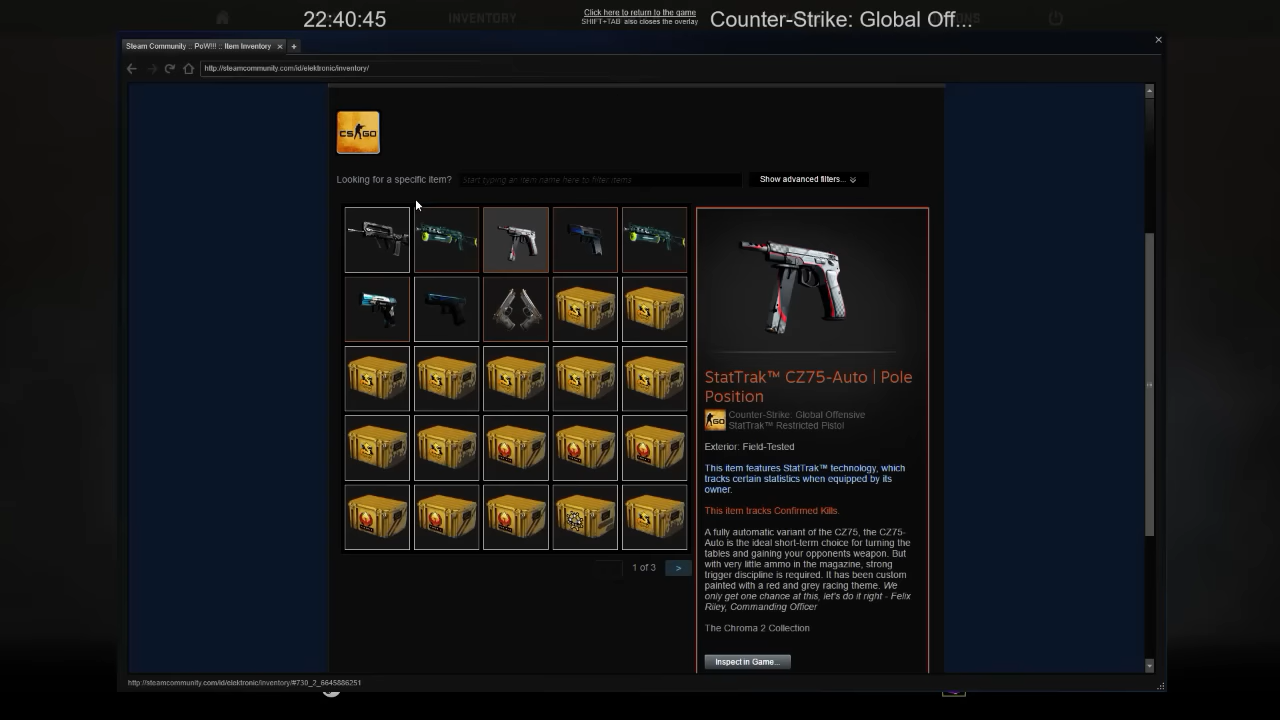 22:40:45
INVENTORY
Click here to return to the game
SHIFT+TAB also closes the overlay
Counter-Strike: Global Off...
Steam Community :: PoW!!! :: Item Inventory
http://steamcommunity.com/id/elektronic/inventory/
CS GO
Looking for a specific item?
Start typing an item name here to filter items
Show advanced filters...
StatTrak™ CZ75-Auto | Pole
Position
Counter-Strike: Global Offensive
StatTrak™ Restricted Pistol
Exterior: Field-Tested
This item features StatTrak™ technology, which
tracks certain statistics when equipped by its
owner.
This item tracks Confirmed Kills.
A fully automatic variant of the CZ75, the CZ75-
Auto is the ideal short-term choice for turning the
tables and gaining your opponents weapon. But
with very little ammo in the magazine, strong
trigger discipline is required. It has been custom
painted with a red and grey racing theme. We
only get one chance at this, let's do it right - Felix
Riley, Commanding Officer
The Chroma 2 Collection
Inspect in Game...
1 of 3 >
http://steamcommunity.com/id/elektronic/inventory/#730_2_6645886251